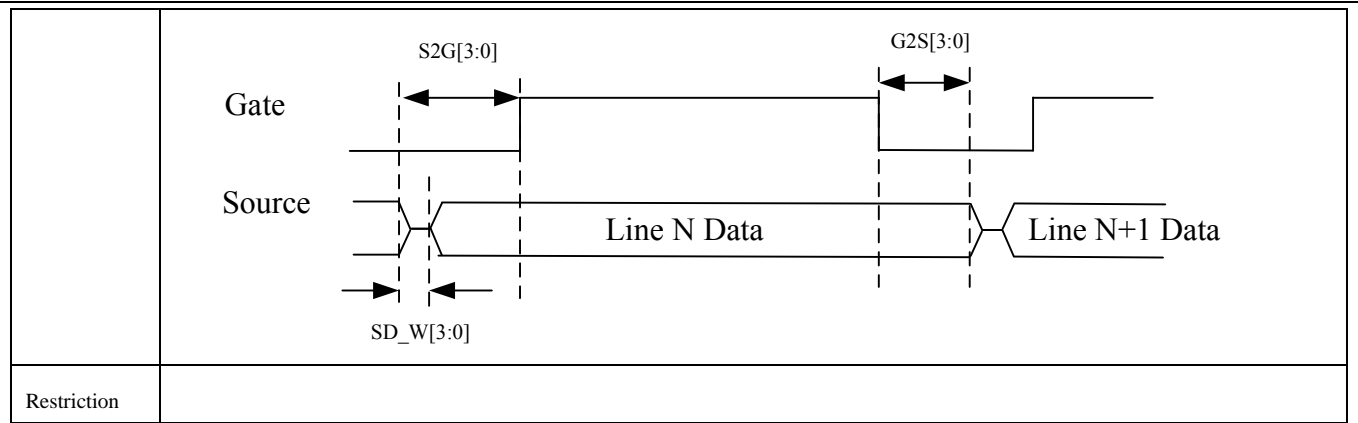 S2G[3:0]
G2S[3:0]
Gate
Source
Line N Data
Line N+1 Data
SD_W[3:0]
Restriction